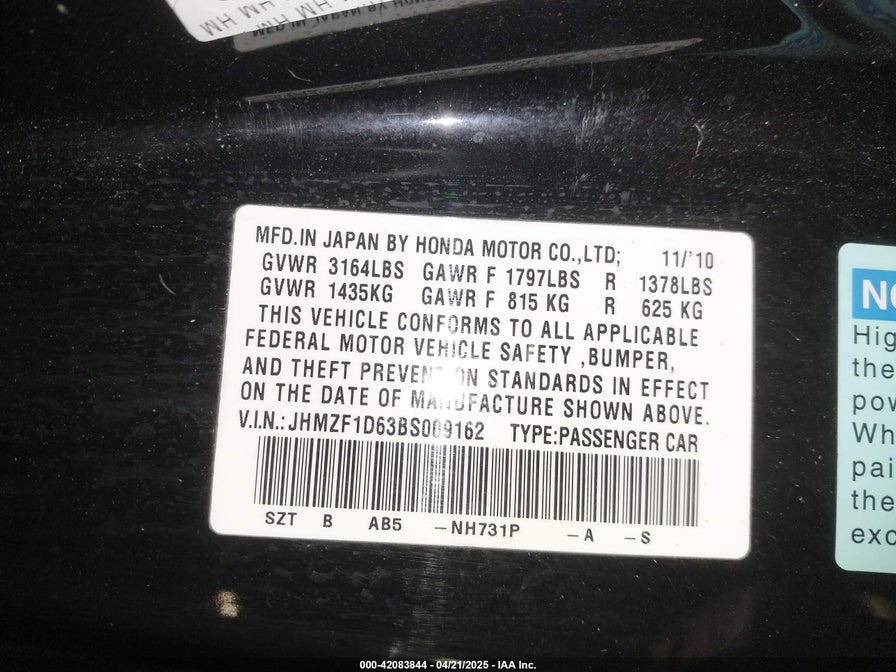 MFD.IN JAPAN BY HONDA MOTOR CO.,LTD; 11/'10
GVWR 3164LBS GAWR F 1797LBS R 1378LBS
GVWR 1435KG GAWR F 815 KG R 625 KG
THIS VEHICLE CONFORMS TO ALL APPLICABLE
FEDERAL MOTOR VEHICLE SAFETY ,BUMPER,
AND THEFT PREVENTION STANDARDS IN EFFECT
ON THE DATE OF MANUFACTURE SHOWN ABOVE.
V.I.N.:JHMZF1D63BS009162 TYPE:PASSENGER CAR
SZT B AB5 -NH731P -A -S
Hig
the
pow
Wh
pai
the
exc
000-42083844 - 04/21/2025 - IAA Inc.